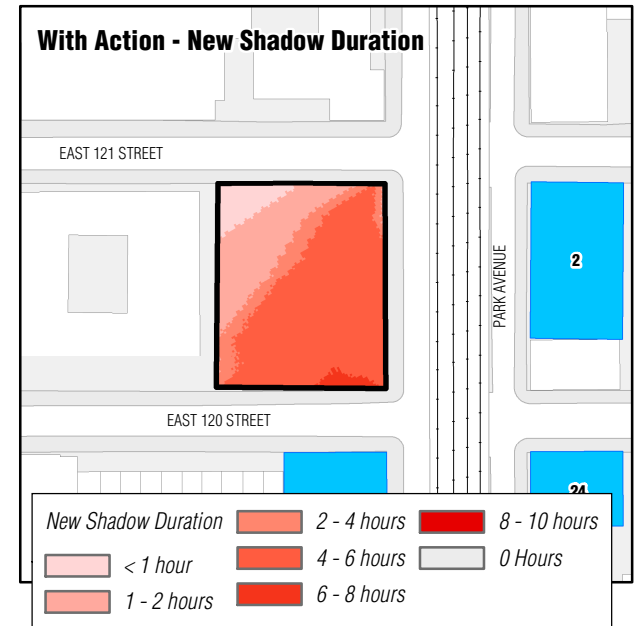 With Action - New Shadow Duration
EAST 121 STREET
PARK AVENUE
2
EAST 120 STREET
24
New Shadow Duration
< 1 hour
1 - 2 hours
2 - 4 hours
4 - 6 hours
6 - 8 hours
8 - 10 hours
0 Hours